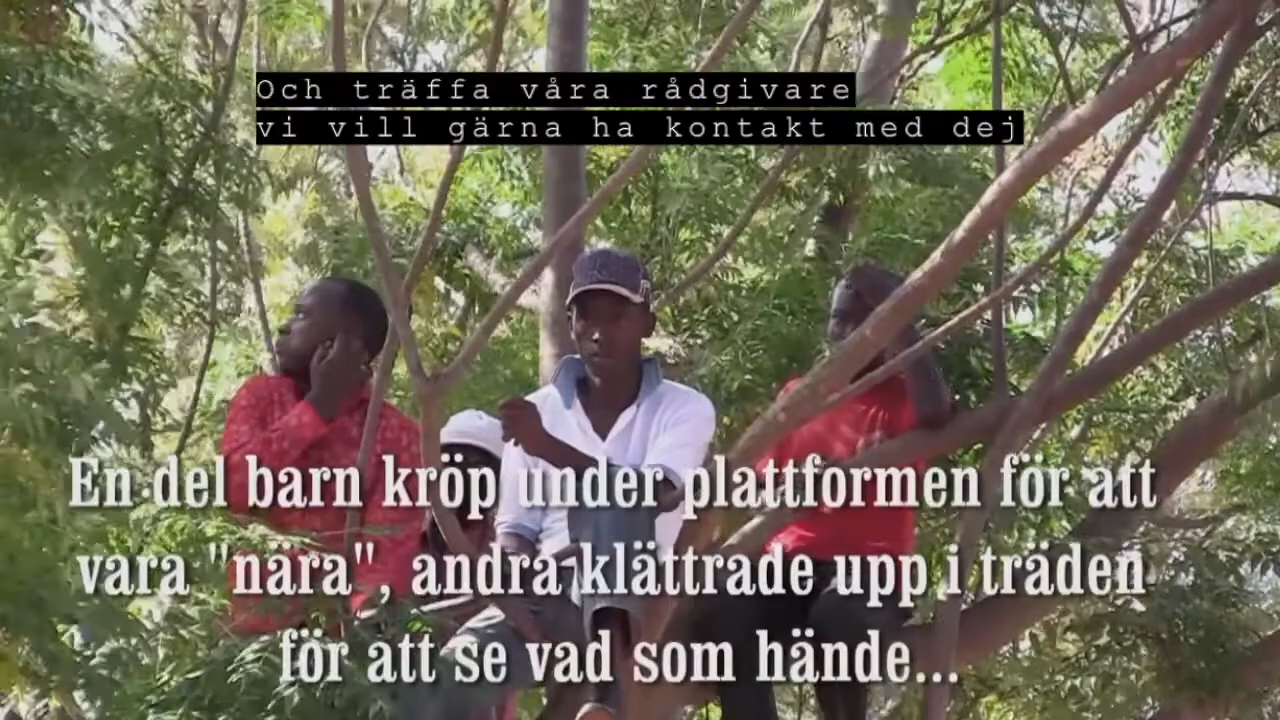 Och träffa våra rådgivare
vi vill gärna ha kontakt med dej
En del barn kröp under plattformen för att
vara "nära", andra klättrade upp i träden
för att se vad som hände...